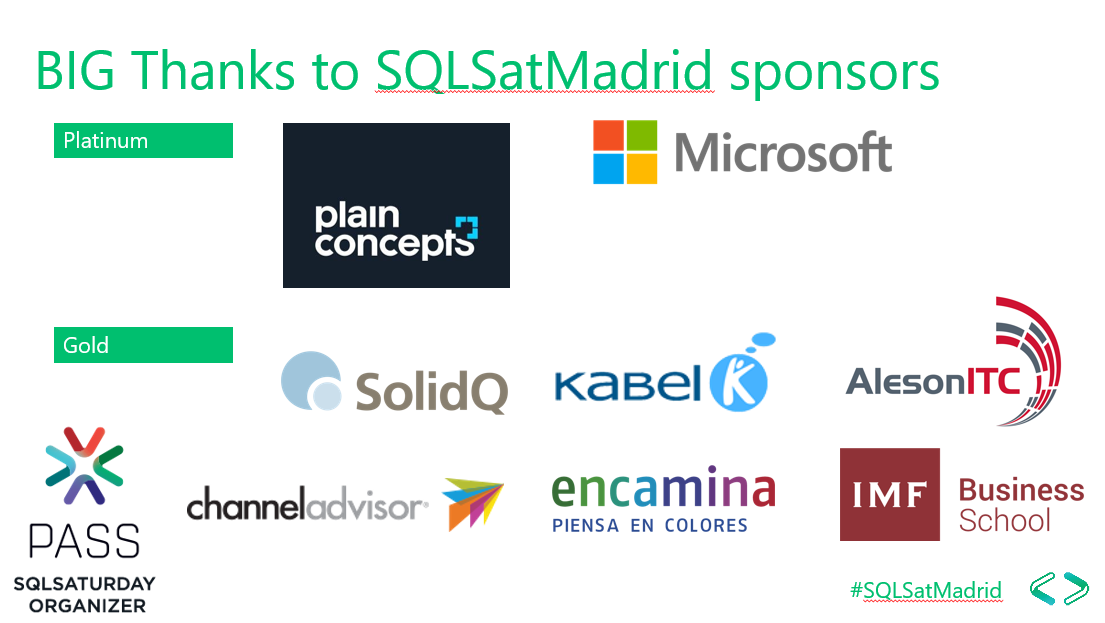 BIG Thanks to SQLSatMadrid sponsors
Platinum
plain
concepts
Microsoft
Gold
SolidQ
KABEL K
AlesonITC
PASS
SQLSATURDAY
ORGANIZER
channeladvisor®
encamina
PIENSA EN COLORES
IMF
Business
School
#SQLSatMadrid